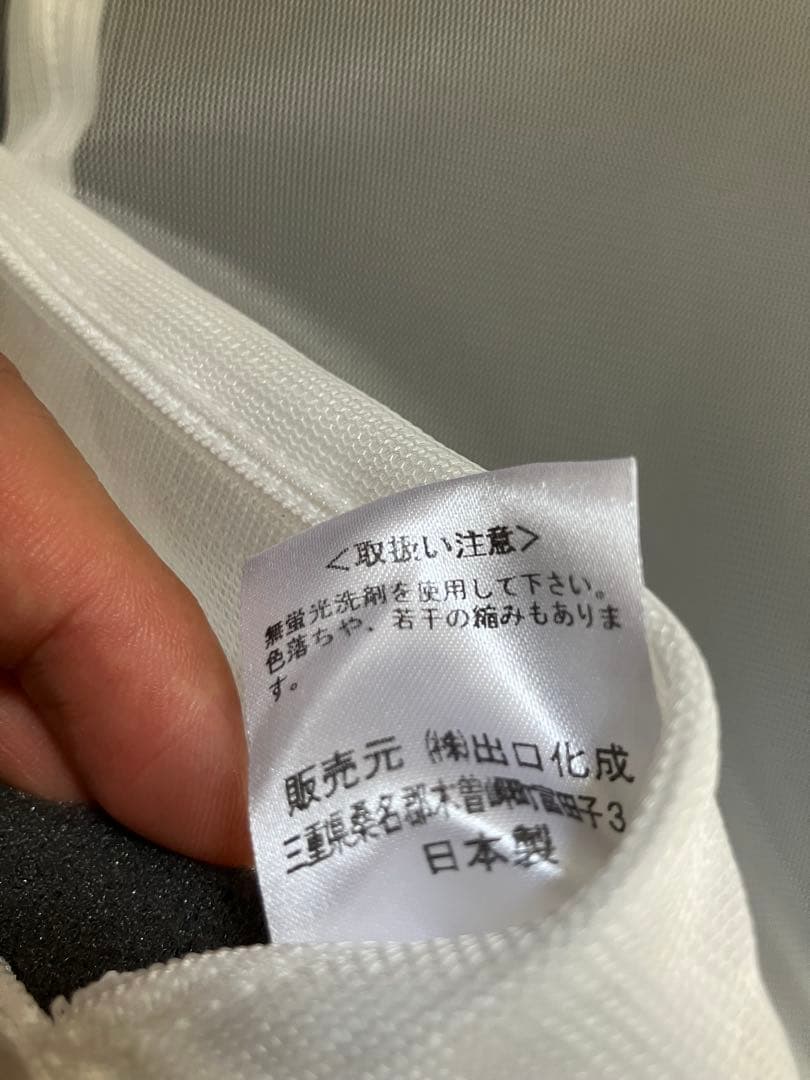 ＜取扱い注意＞
無蛍光洗剤を使用して下さい。
色落ちや、若干の縮みもありま
す。
販売元 ㈱出口化成
三重県桑名郡木曽岬町富田子3
日本製